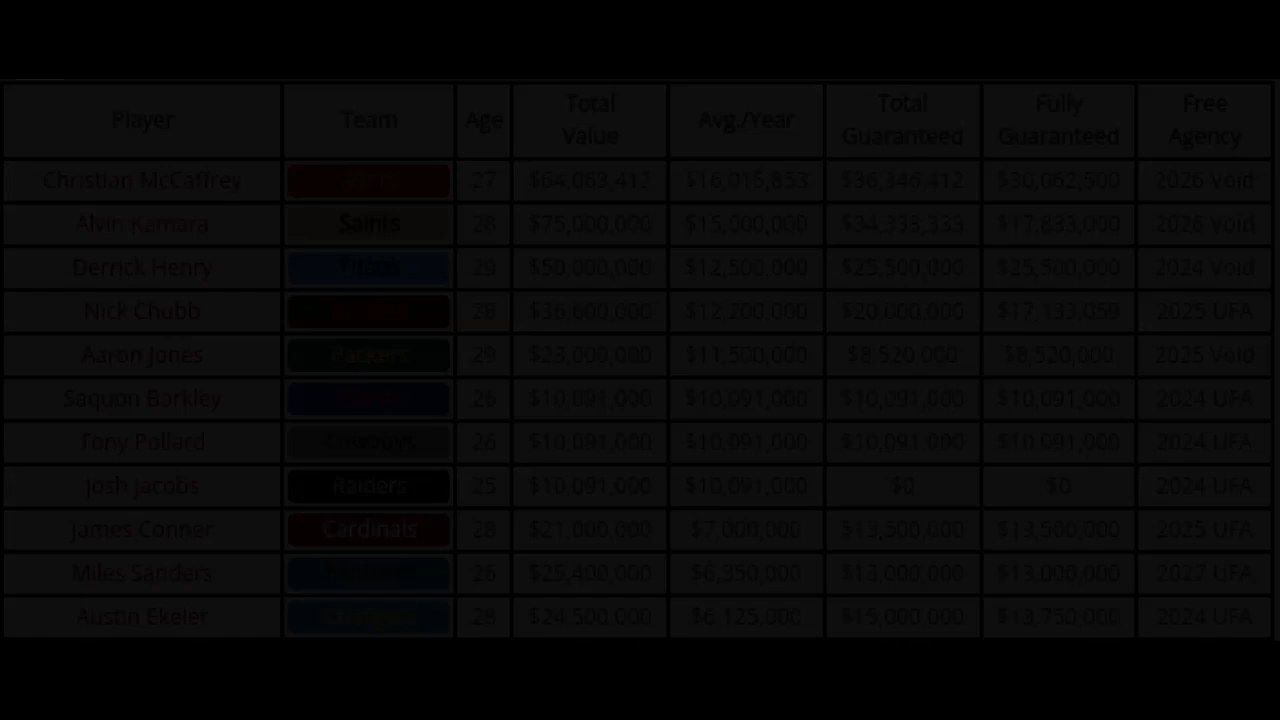 Player Team Age Total Value Avg./Year Total Guaranteed Fully Guaranteed Free Agency
Christian McCaffrey 27 $64,063,412 $16,015,853 $36,346,412 $30,062,500 2026 Void
Alvin Kamara Saints 28 $75,000,000 $15,000,000 $34,333,333 $17,833,000 2026 Void
Derrick Henry Titans 29 $50,000,000 $12,500,000 $25,500,000 $25,500,000 2024 Void
Nick Chubb 28 $36,600,000 $12,200,000 $20,000,000 $17,133,059 2025 UFA
Aaron Jones Packers 29 $23,000,000 $11,500,000 $8,520,000 $8,520,000 2025 Void
Saquon Barkley 26 $10,091,000 $10,091,000 $10,091,000 $10,091,000 2024 UFA
Tony Pollard Cowboys 26 $10,091,000 $10,091,000 $10,091,000 $10,091,000 2024 UFA
Josh Jacobs Raiders 25 $10,091,000 $10,091,000 $0 $0 2024 UFA
James Conner Cardinals 28 $21,000,000 $7,000,000 $13,500,000 $13,500,000 2025 UFA
Miles Sanders Panthers 26 $25,400,000 $6,350,000 $13,000,000 $13,000,000 2027 UFA
Austin Ekeler Chargers 28 $24,500,000 $6,125,000 $15,000,000 $13,750,000 2024 UFA